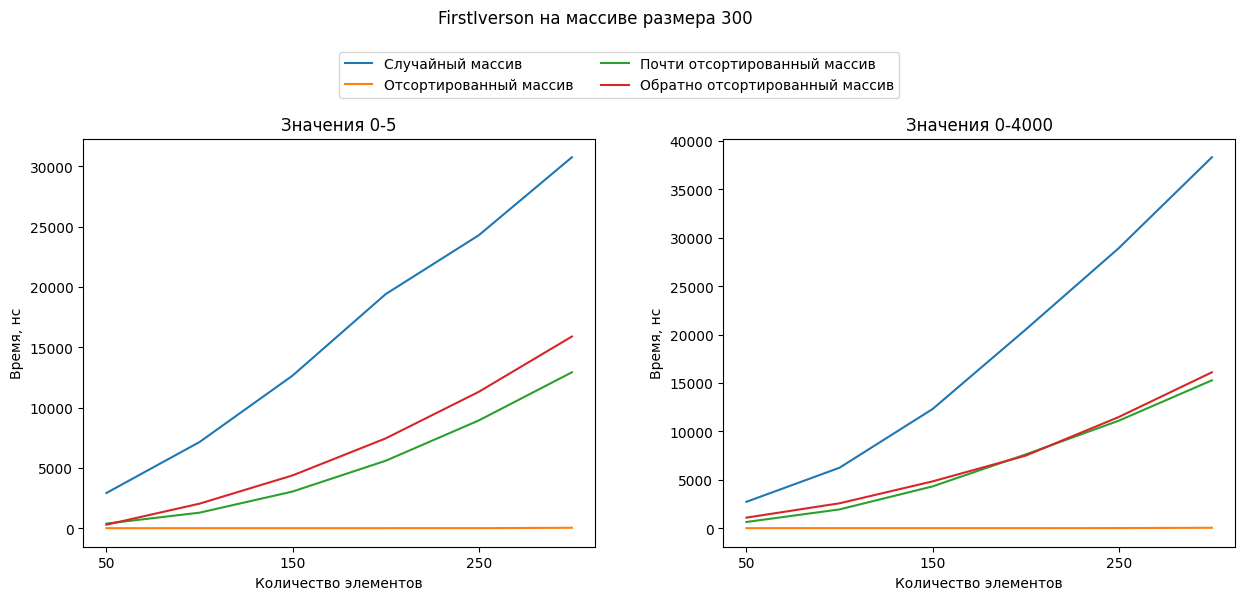 FirstIverson на массиве размера 300
Случайный массив
Отсортированный массив
Почти отсортированный массив
Обратно отсортированный массив
Значения 0-5
30000
25000
20000
15000
10000
5000
0
Время, нс
50 150 250
Количество элементов
Значения 0-4000
40000
35000
30000
25000
20000
15000
10000
5000
0
Время, нс
50 150 250
Количество элементов